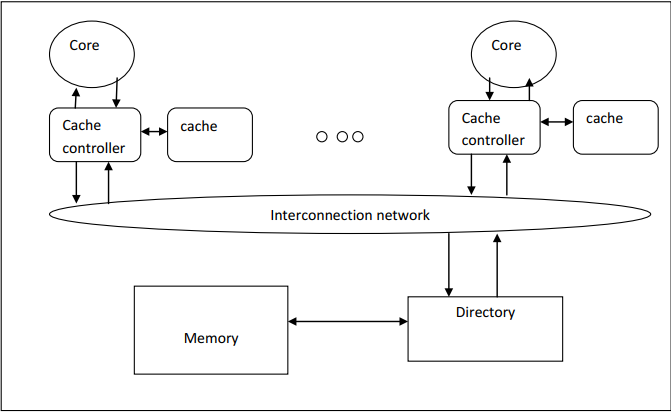 Core
Core
Cache
controller
cache
Cache
controller
cache
Interconnection network
Memory
Directory